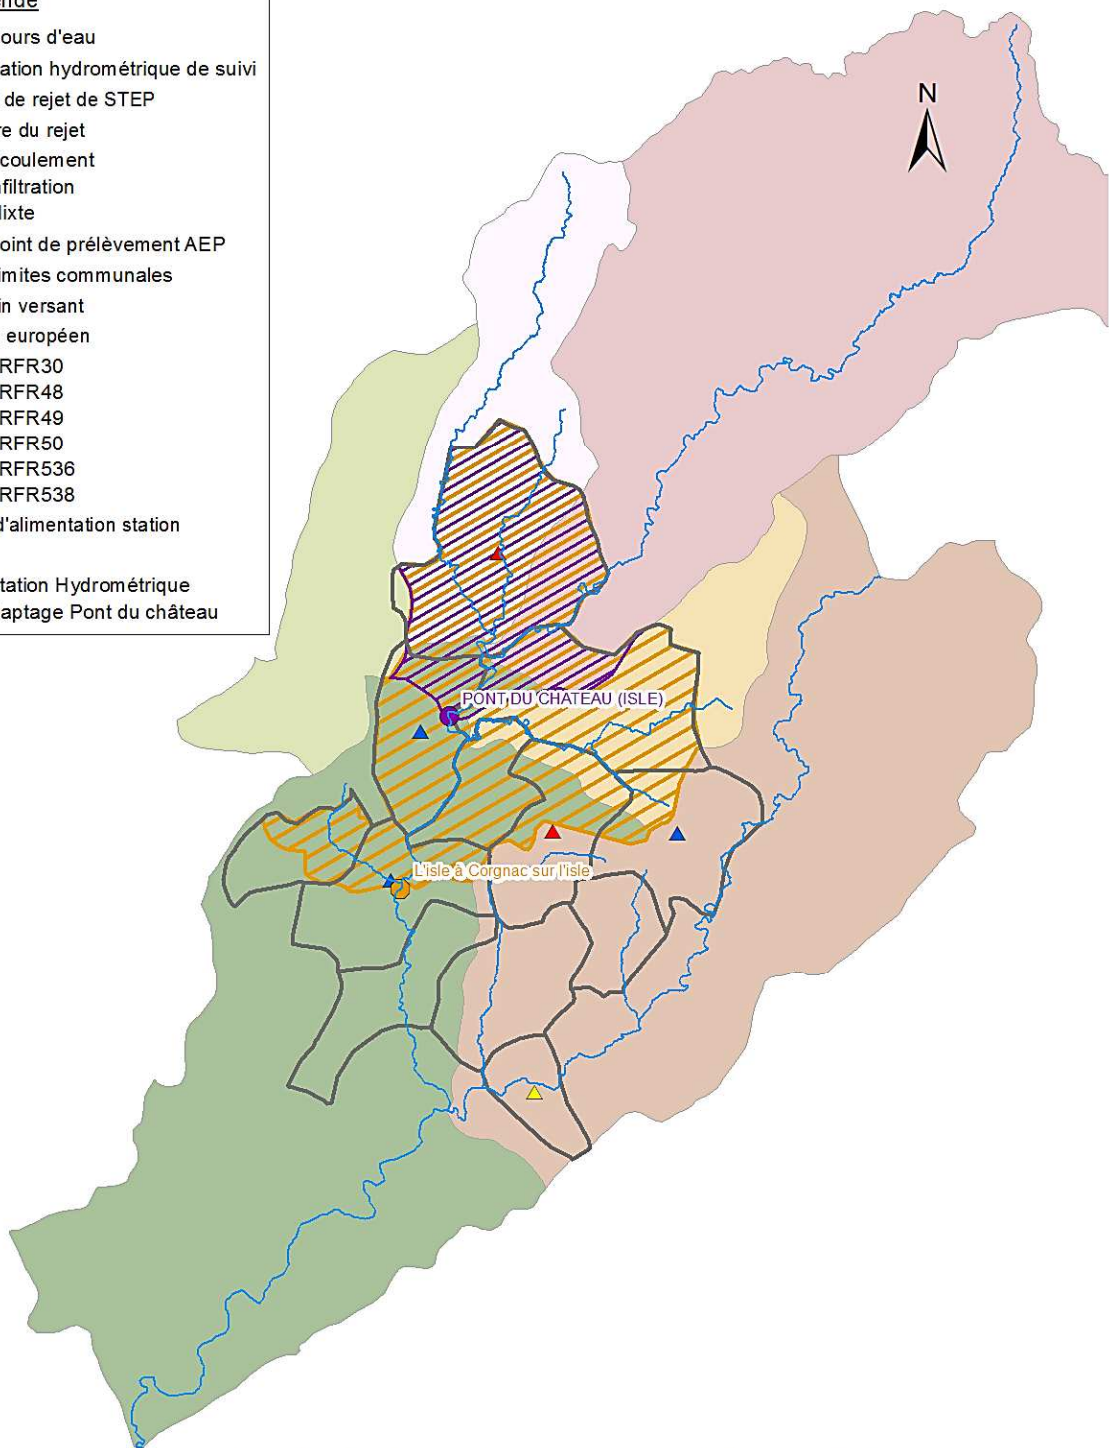 ende
ours d'eau
ation hydrométrique de suivi
de rejet de STEP
re du rejet
coulement
nfiltration
lixte
oint de prélèvement AEP
imites communales
in versant
européen
RFR30
RFR48
RFR49
RFR50
RFR536
RFR538
d'alimentation station
tation Hydrométrique
aptage Pont du château
N
PONT DU CHATEAU (ISLE)
L'isle à Corgnac sur l'isle